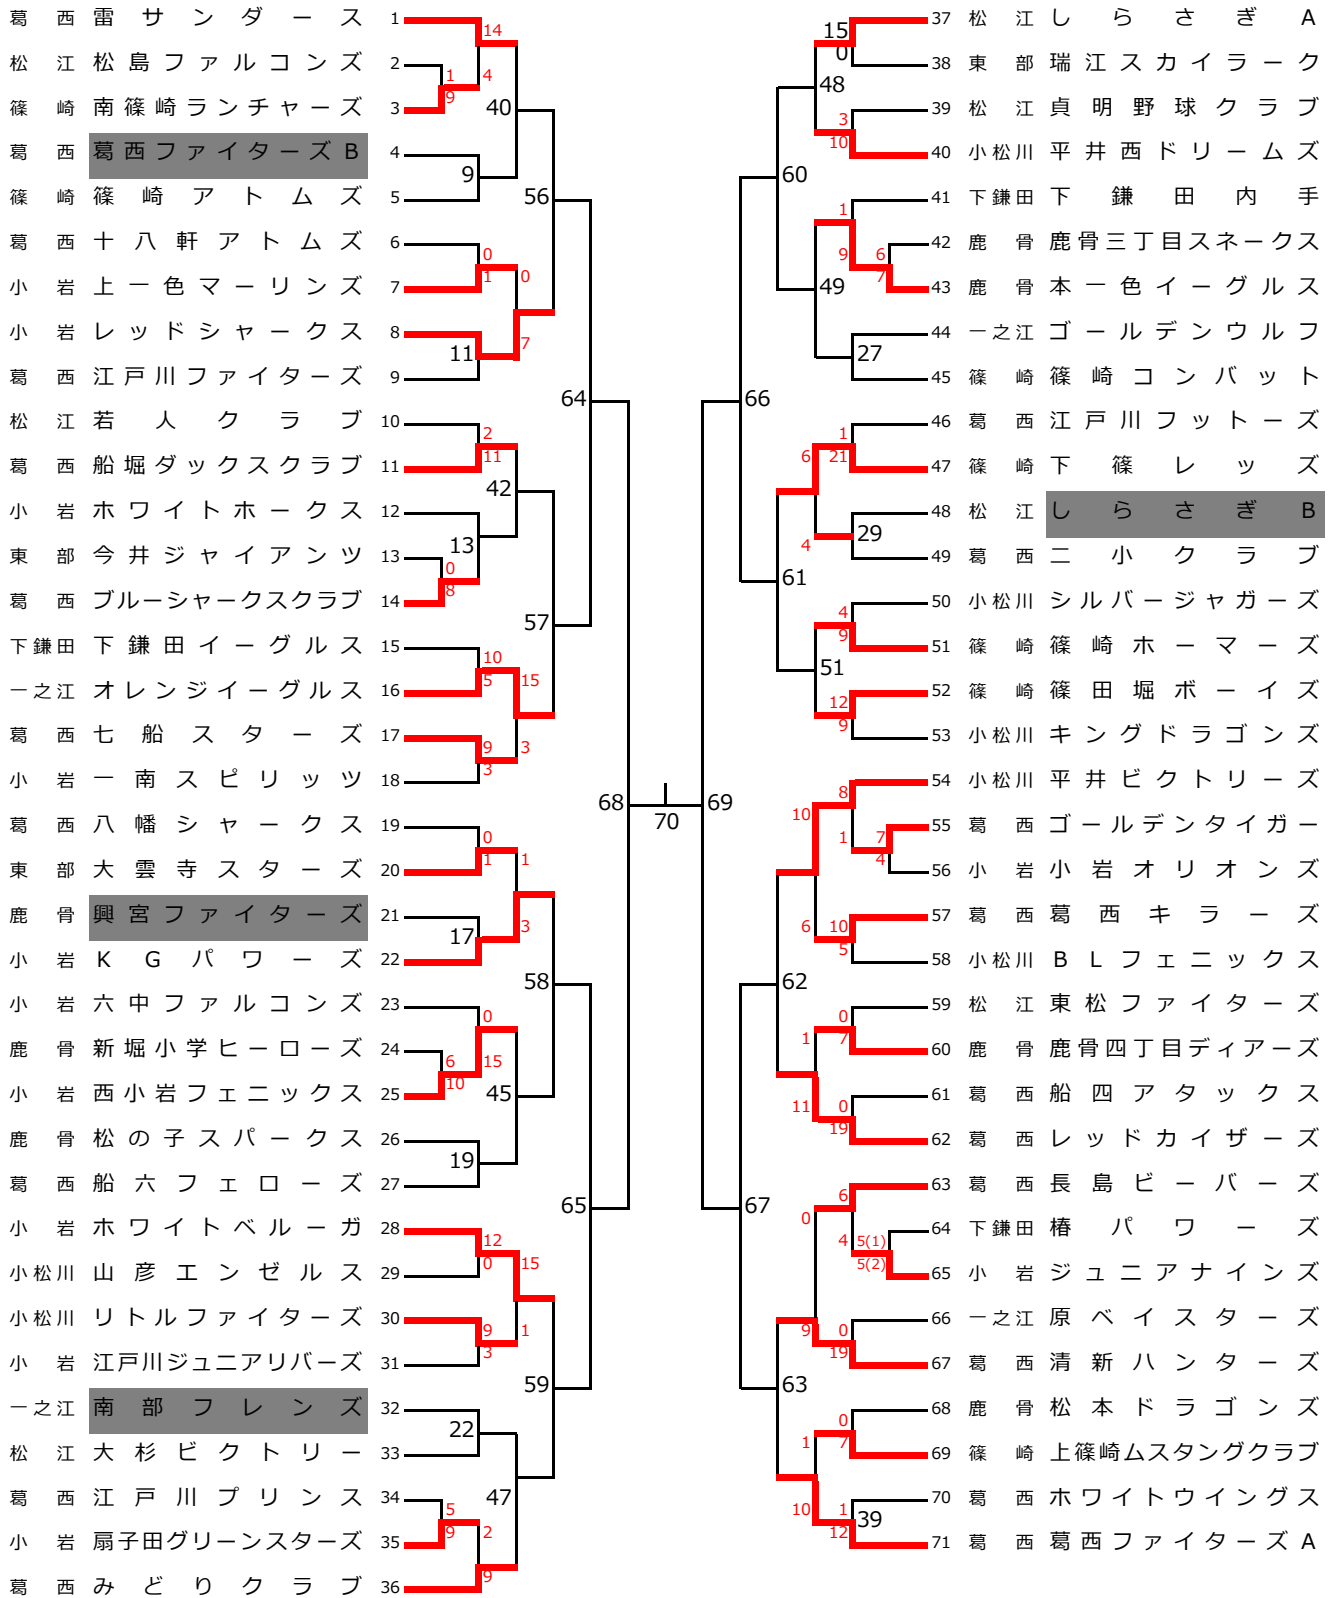 葛西 雷サンダース 1
松江 松島ファルコンズ 2
篠崎 南篠崎ランチャーズ 3
葛西 葛西ファイターズB 4
篠崎 篠崎アトムズ 5
葛西 十八軒アトムズ 6
小岩 上一色マーリンズ 7
小岩 レッドシャークス 8
葛西 江戸川ファイターズ 9
松江 若人クラブ 10
葛西 船堀ダックスクラブ 11
小岩 ホワイトホークス 12
東部 今井ジャイアンツ 13
葛西 ブルーシャークスクラブ 14
下鎌田 下鎌田イーグルス 15
一之江 オレンジイーグルス 16
葛西 七船スターズ 17
小岩 一南スピリッツ 18
葛西 八幡シャークス 19
東部 大雲寺スターズ 20
鹿骨 興宮ファイターズ 21
小岩 KGパワーズ 22
小岩 六中ファルコンズ 23
鹿骨 新堀小学ヒーローズ 24
小岩 西小岩フェニックス 25
鹿骨 松の子スパークス 26
葛西 船六フェローズ 27
小岩 ホワイトベルーガ 28
小松川 山彦エンゼルス 29
小松川 リトルファイターズ 30
小岩 江戸川ジュニアリバーズ 31
一之江 南部フレンズ 32
松江 大杉ビクトリー 33
葛西 江戸川プリンス 34
小岩 扇子田グリーンスターズ 35
葛西 みどりクラブ 36
14
1
4
9
40
9
56
0
1
0
11
7
64
2
11
42
13
0
8
57
10
5
15
9
3
3
68
0
1
1
17
3
58
0
6
15
10
45
19
65
12
0
15
9
3
1
59
22
5
47
9
2
9
70
15
0
48
3
10
60
1
9
6
7
49
27
66
1
6
21
4
29
61
4
9
51
12
9
69
8
10
1
7
4
6
10
5
62
0
1
7
11
0
19
67
6
0
4
5(1)
5(2)
9
0
19
63
0
1
7
10
1
39
12
37 松江 しらさぎA
38 東部 瑞江スカイラーク
39 松江 貞明野球クラブ
40 小松川 平井西ドリームズ
41 下鎌田 下鎌田内手
42 鹿骨 鹿骨三丁目スネークス
43 鹿骨 本一色イーグルス
44 一之江 ゴールデンウルフ
45 篠崎 篠崎コンバット
46 葛西 江戸川フットーズ
47 篠崎 下篠レッズ
48 松江 しらさぎB
49 葛西 二小クラブ
50 小松川 シルバージャガーズ
51 篠崎 篠崎ホーマーズ
52 篠崎 篠田堀ボーイズ
53 小松川 キングドラゴンズ
54 小松川 平井ビクトリーズ
55 葛西 ゴールデンタイガー
56 小岩 小岩オリオンズ
57 葛西 葛西キラーズ
58 小松川 BLフェニックス
59 松江 東松ファイターズ
60 鹿骨 鹿骨四丁目ディアーズ
61 葛西 船四アタックス
62 葛西 レッドカイザーズ
63 葛西 長島ビーバーズ
64 下鎌田 椿パワーズ
65 小岩 ジュニアナインズ
66 一之江 原ベイスターズ
67 葛西 清新ハンターズ
68 鹿骨 松本ドラゴンズ
69 篠崎 上篠崎ムスタングクラブ
70 葛西 ホワイトウイングス
71 葛西 葛西ファイターズA